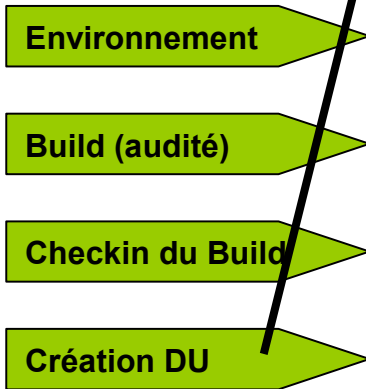 Environnement
Build (audité)
Checkin du Build
Création DU